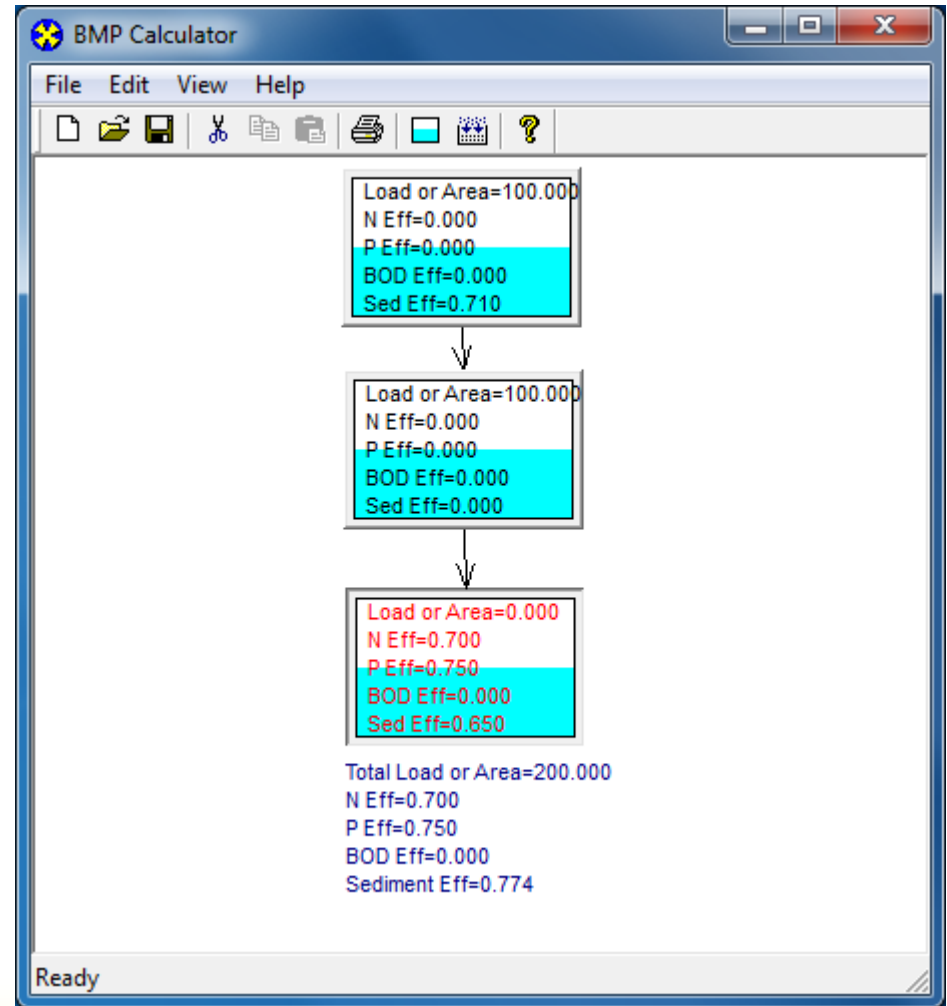 BMP Calculator
File Edit View Help
Load or Area=100.000
N Eff=0.000
P Eff=0.000
BOD Eff=0.000
Sed Eff=0.710
Load or Area=100.000
N Eff=0.000
P Eff=0.000
BOD Eff=0.000
Sed Eff=0.000
Load or Area=0.000
N Eff=0.700
P Eff=0.750
BOD Eff=0.000
Sed Eff=0.650
Total Load or Area=200.000
N Eff=0.700
P Eff=0.750
BOD Eff=0.000
Sediment Eff=0.774
Ready